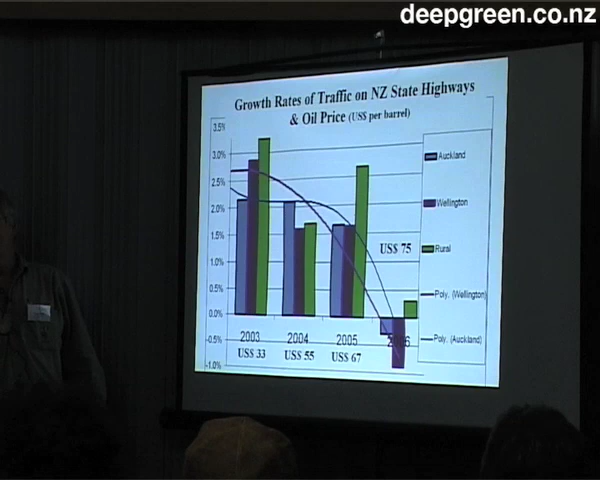 deepgreen.co.nz
Growth Rates of Traffic on NZ State Highways
& Oil Price (US$ per barrel)
3.5%
3.0%
2.5%
2.0%
1.5%
1.0%
0.5%
0.0%
-0.5%
-1.0%
Auckland
Wellington
Rural
Poly. (Wellington)
Poly. (Auckland)
US$ 75
2003 2004 2005 2006
US$ 33 US$ 55 US$ 67